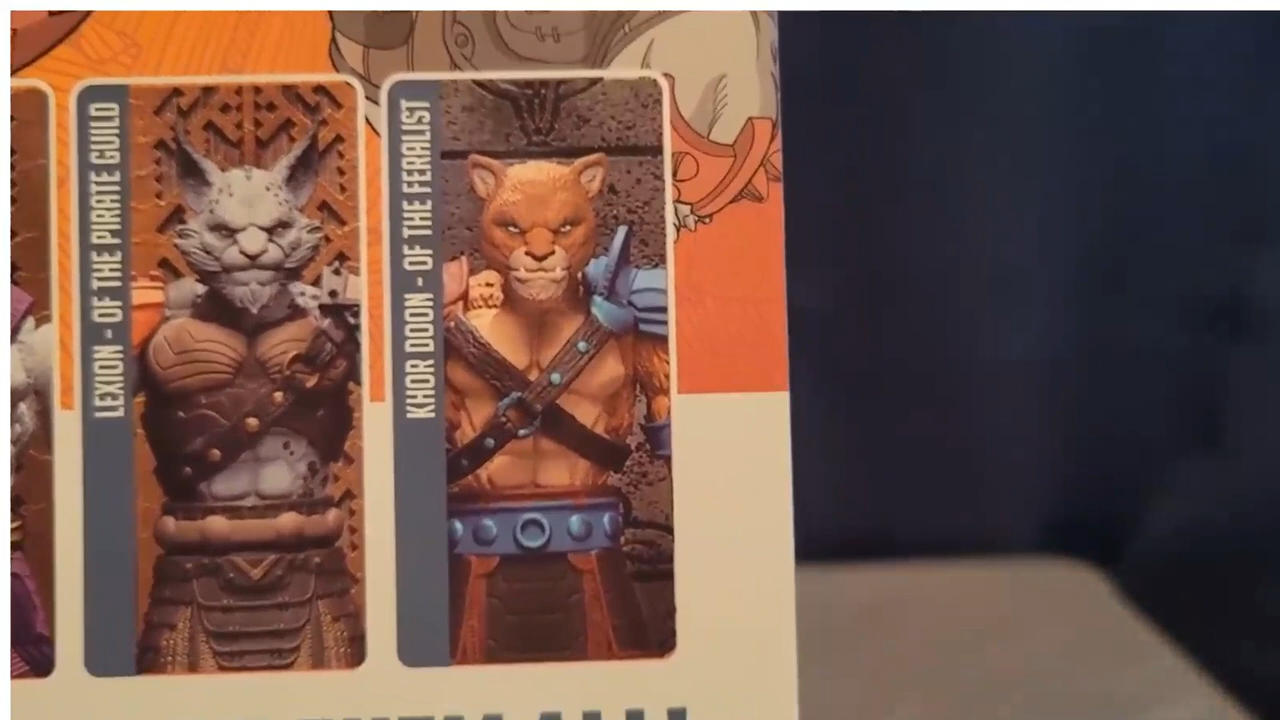 LEXION - OF THE PIRATE GUILD
KHOR DOON - OF THE FERALIST